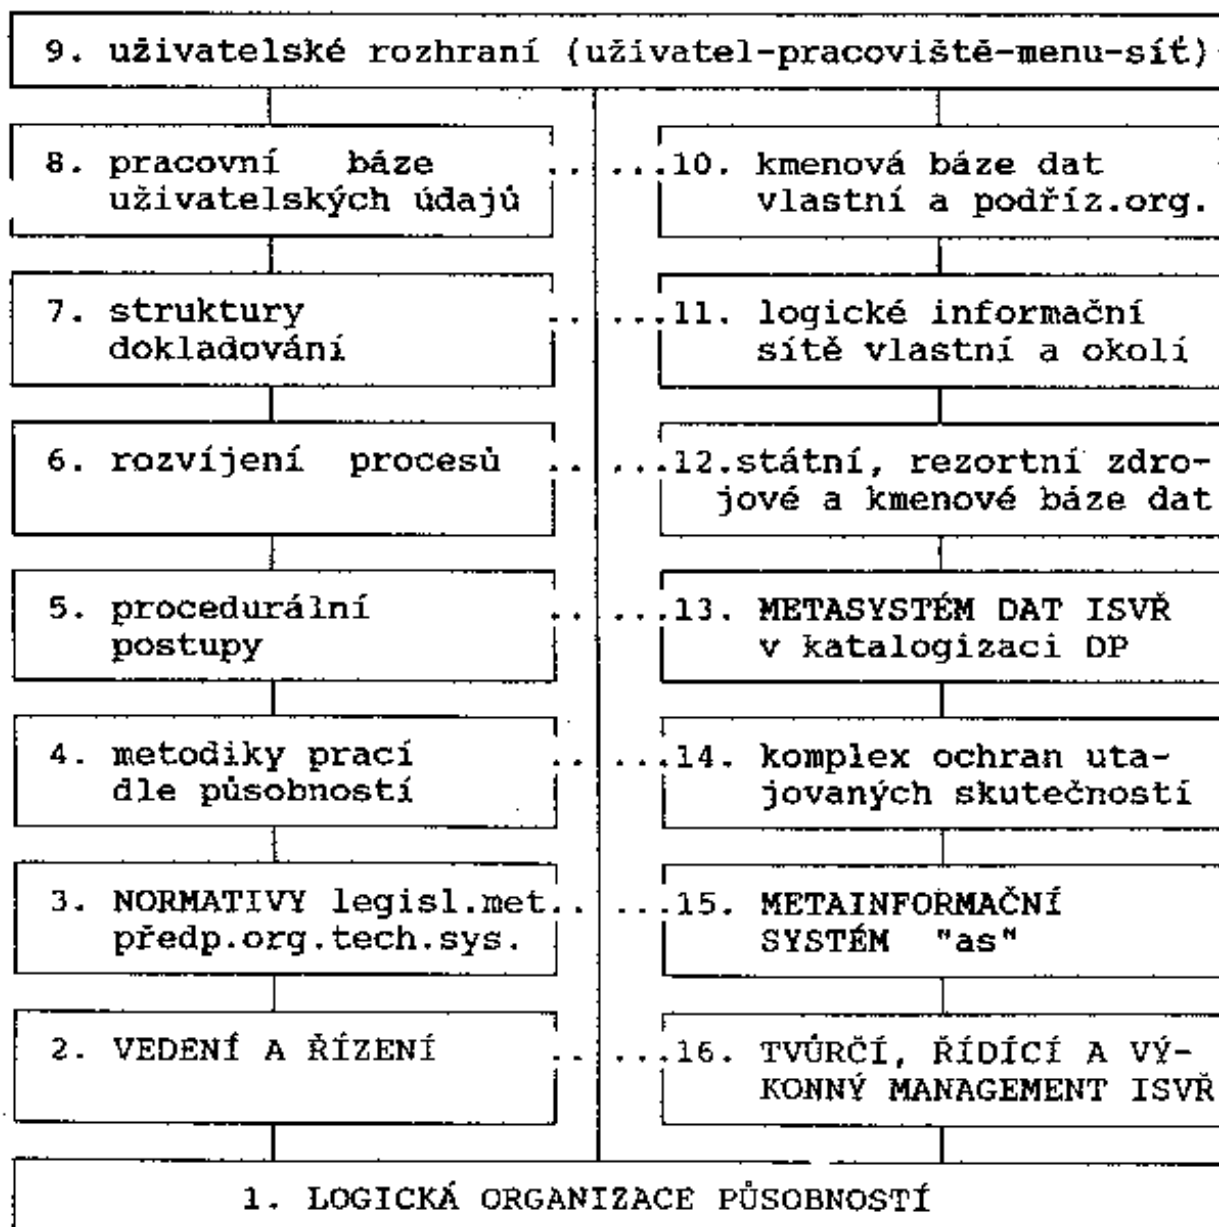 9. uživatelské rozhraní (uživatel-pracoviště-menu-síť)
8. pracovní báze
uživatelských údajů
......10. kmenová báze dat
vlastní a podříz.org.
7. struktury
dokladování
......11. logické informační
sítě vlastní a okolí
6. rozvíjení procesů
......12.státní, rezortní zdro-
jové a kmenové báze dat
5. procedurální
postupy
......13. METASYSTÉM DAT ISVŘ
v katalogizaci DP
4. metodiky prací
dle působností
......14. komplex ochran uta-
jovaných skutečností
3. NORMATIVY legisl.met
předp.org.tech.sys.
......15. METAINFORMAČNÍ
SYSTÉM "as"
2. VEDENÍ A ŘÍZENÍ
......16. TVŮRČÍ, ŘÍDÍCÍ A VÝ-
KONNÝ MANAGEMENT ISVŘ
1. LOGICKÁ ORGANIZACE PŮSOBNOSTÍ